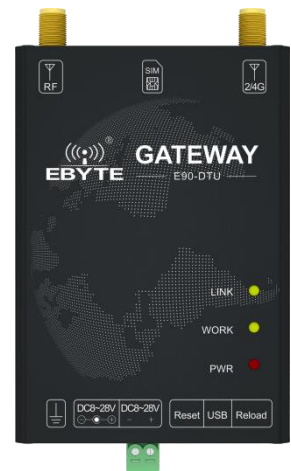 RF SIM 2/4G
® GATEWAY
EBYTE E90-DTU
LINK
WORK
PWR
DC8~28V DC8~28V Reset USB Reload
- + - +